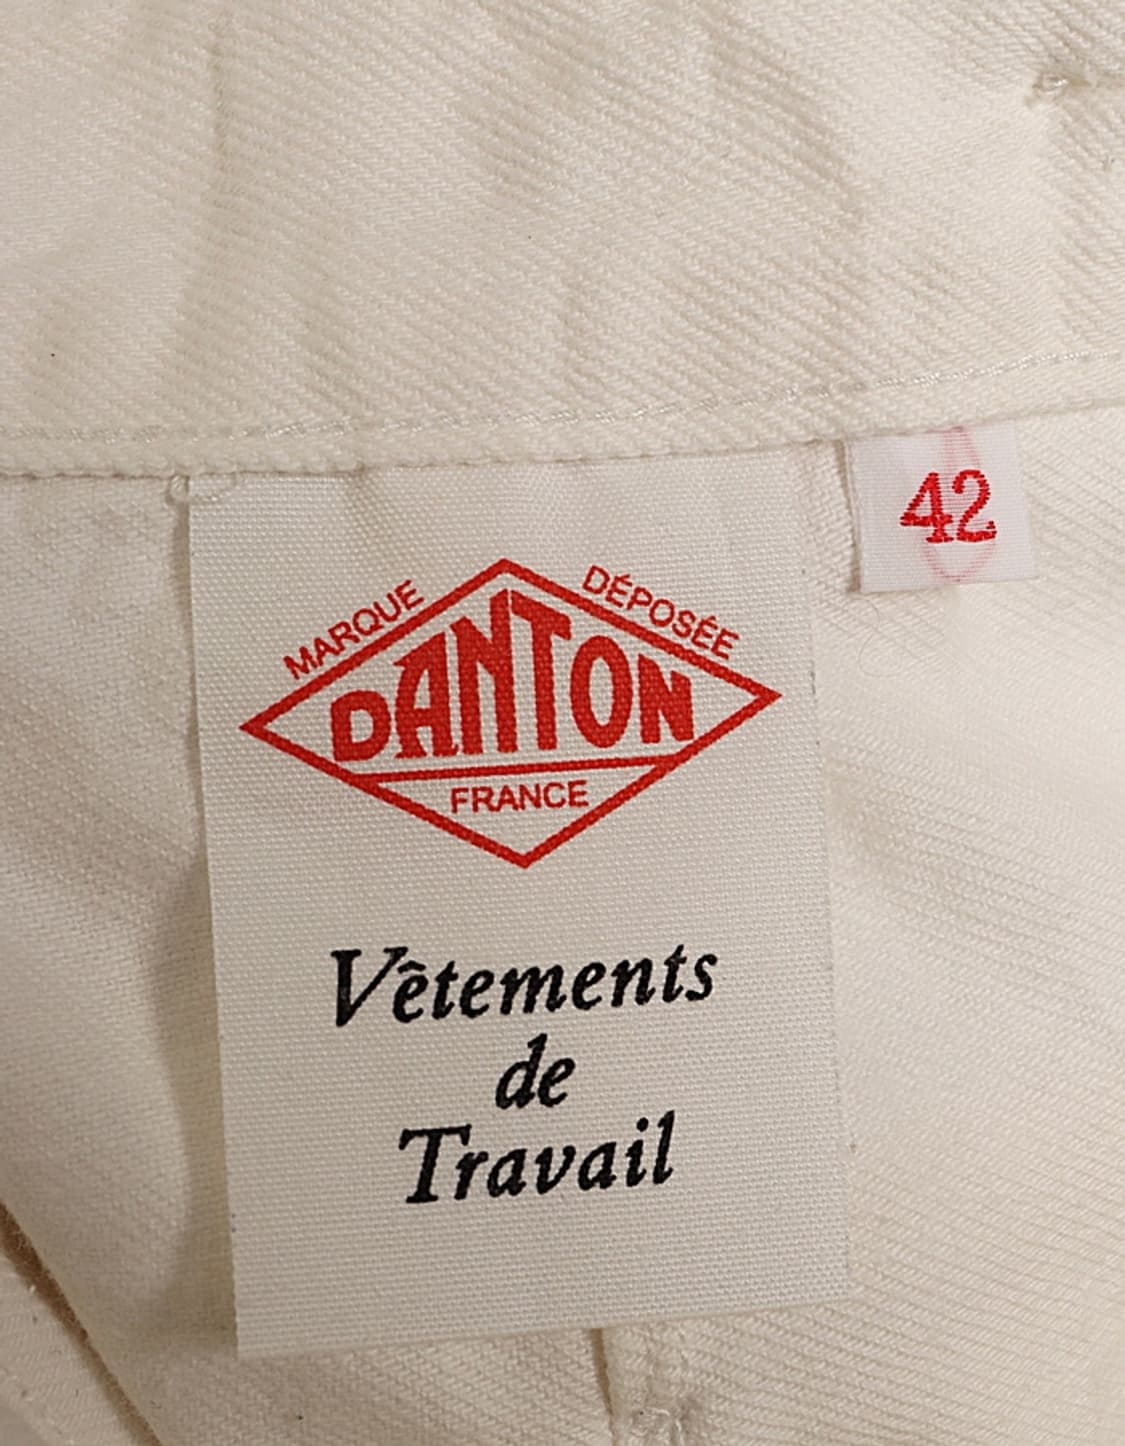 42
MARQUE DÉPOSÉE
DANTON
FRANCE
Vêtements
de
Travail